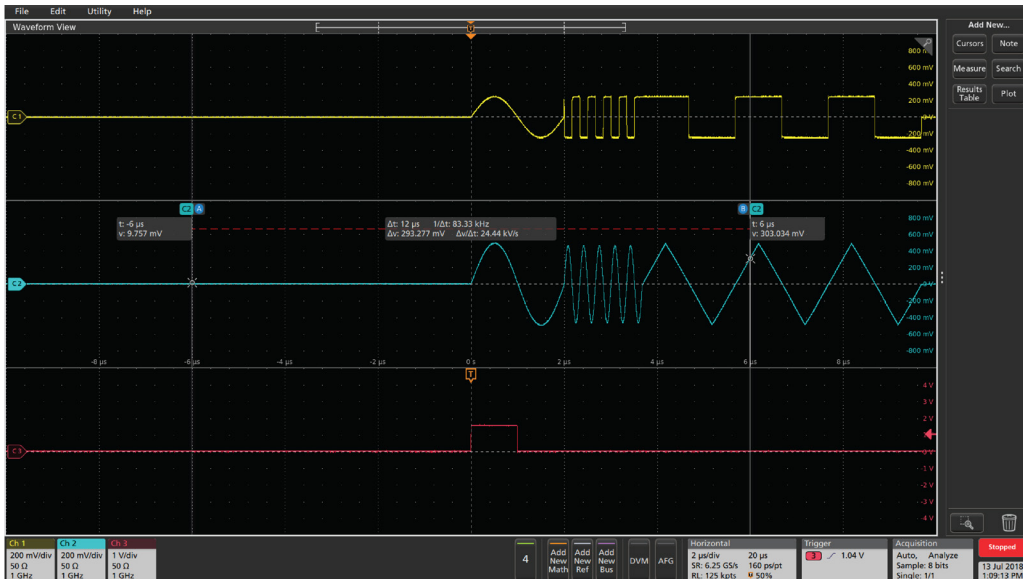 File Edit Utility Help
Waveform View
Add New...
Cursors Note
Measure Search
Results Table Plot
C 1
800 mV
600 mV
400 mV
200 mV
0 V
-200 mV
-400 mV
-600 mV
-800 mV
C2 A
t: -6 µs
v: 9.757 mV
Δt: 12 µs 1/Δt: 83.33 kHz
Δv: 293.277 mV Δv/Δt: 24.44 kV/s
B C2
t: 6 µs
v: 303.034 mV
C 2
800 mV
600 mV
400 mV
200 mV
0 V
-200 mV
-400 mV
-600 mV
-800 mV
-8 µs -6 µs -4 µs -2 µs 0 s 2 µs 4 µs 6 µs 8 µs
T
C 3
4 V
3 V
2 V
0 V
-1 V
-2 V
-3 V
-4 V
Ch 1
200 mV/div
50 Ω
1 GHz
Ch 2
200 mV/div
50 Ω
1 GHz
Ch 3
1 V/div
50 Ω
1 GHz
4
Add New Math
Add New Ref
Add New Bus
DVM
AFG
Horizontal
2 µs/div 20 µs
SR: 6.25 GS/s 160 ps/pt
RL: 125 kpts 50%
Trigger
3 1.04 V
Acquisition
Auto, Analyze
Sample: 8 bits
Single: 1/1
Stopped
13 Jul 2018
1:09:13 PM